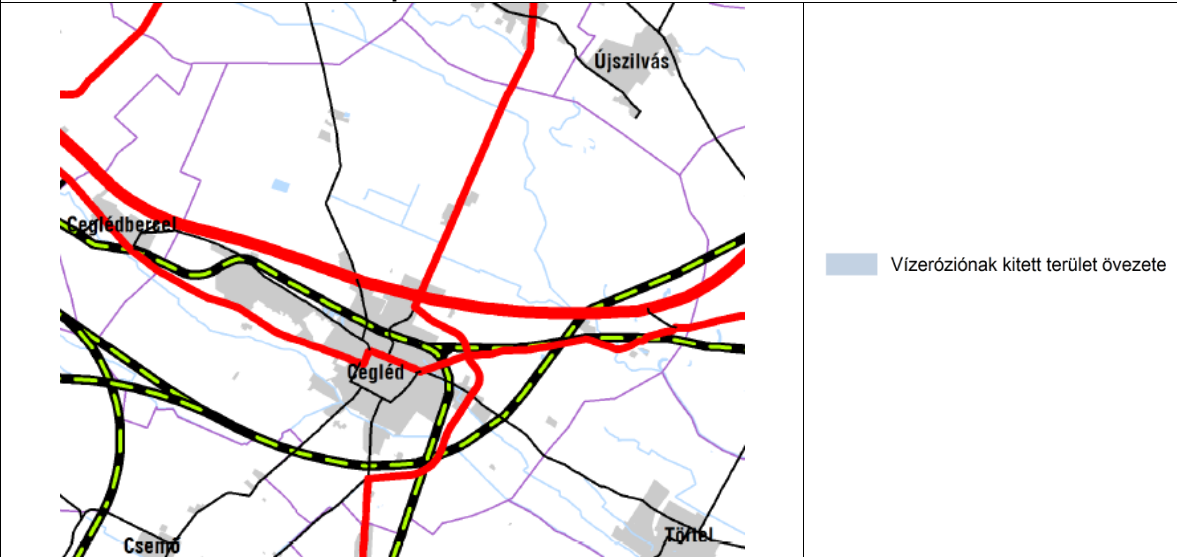 Újszilvás
Ceglédbercel
Vízeróziónak kitett terület övezete
Cegléd
Törtel
Csemő